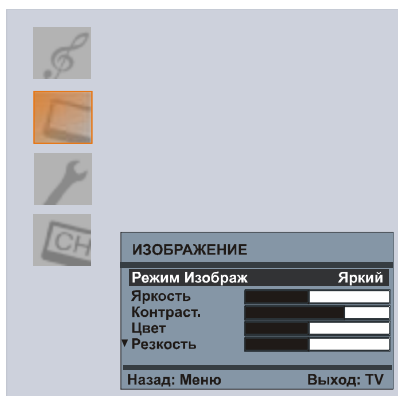 CH
ИЗОБРАЖЕНИЕ
Режим Изображ Яркий
Яркость
Контраст.
Цвет
▼Резкость
Назад: Меню Выход: TV